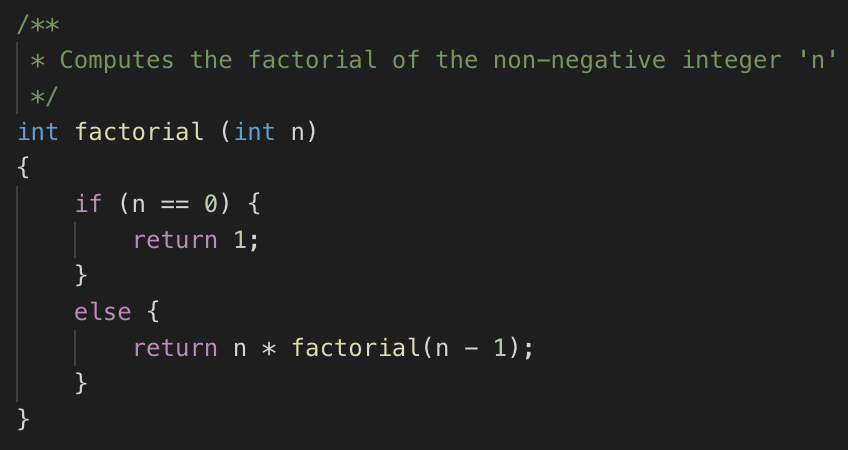 /**
 * Computes the factorial of the non-negative integer 'n'
 */
int factorial (int n)
{
    if (n == 0) {
        return 1;
    }
    else {
        return n * factorial(n - 1);
    }
}